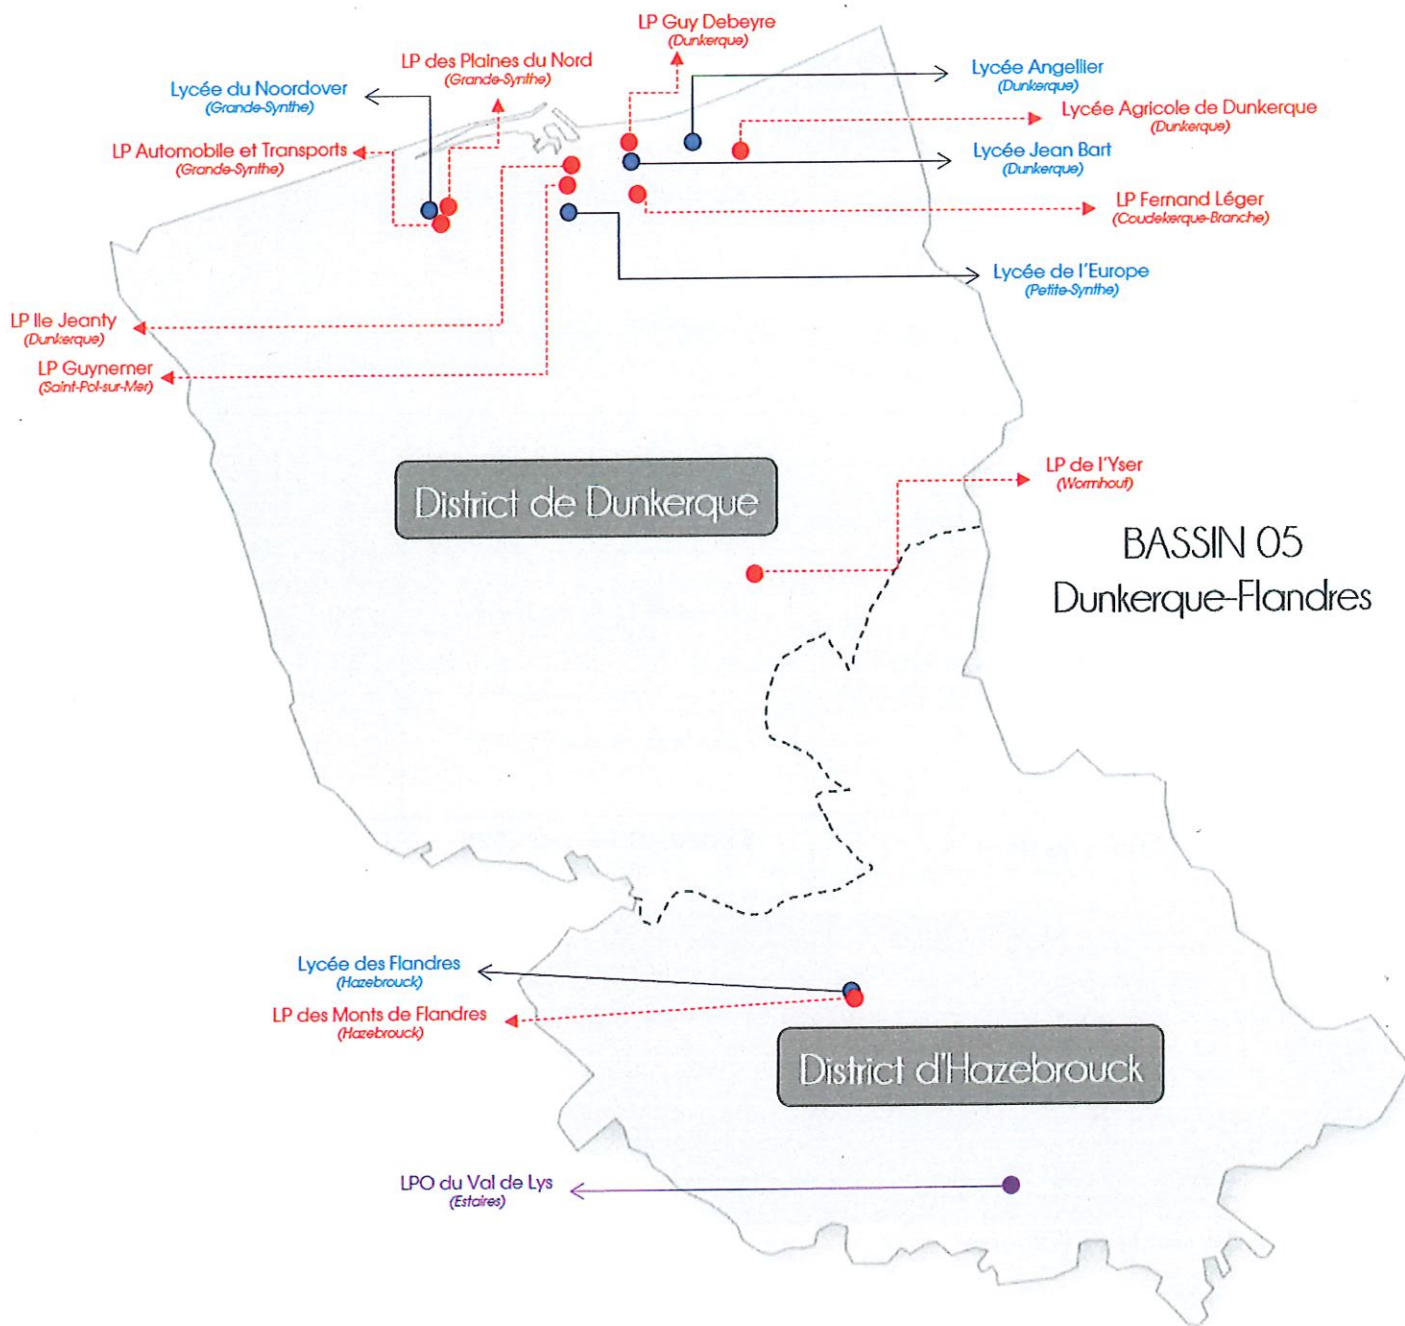 LP Guy Debeyre
(Dunkerque)
LP des Plaines du Nord
(Grande-Synthe)
Lycée Angellier
(Dunkerque)
Lycée du Noordover
(Grande-Synthe)
Lycée Agricole de Dunkerque
(Dunkerque)
LP Automobile et Transports
(Grande-Synthe)
Lycée Jean Bart
(Dunkerque)
LP Fernand Léger
(Coudekerque-Branche)
Lycée de l'Europe
(Petite-Synthe)
LP Ile Jeanty
(Dunkerque)
LP Guynemer
(Saint-Pol-sur-Mer)
LP de l'Yser
(Wormhout)
District de Dunkerque
BASSIN 05
Dunkerque-Flandres
Lycée des Flandres
(Hazebrouck)
LP des Monts de Flandres
(Hazebrouck)
District d'Hazebrouck
LPO du Val de Lys
(Estaires)